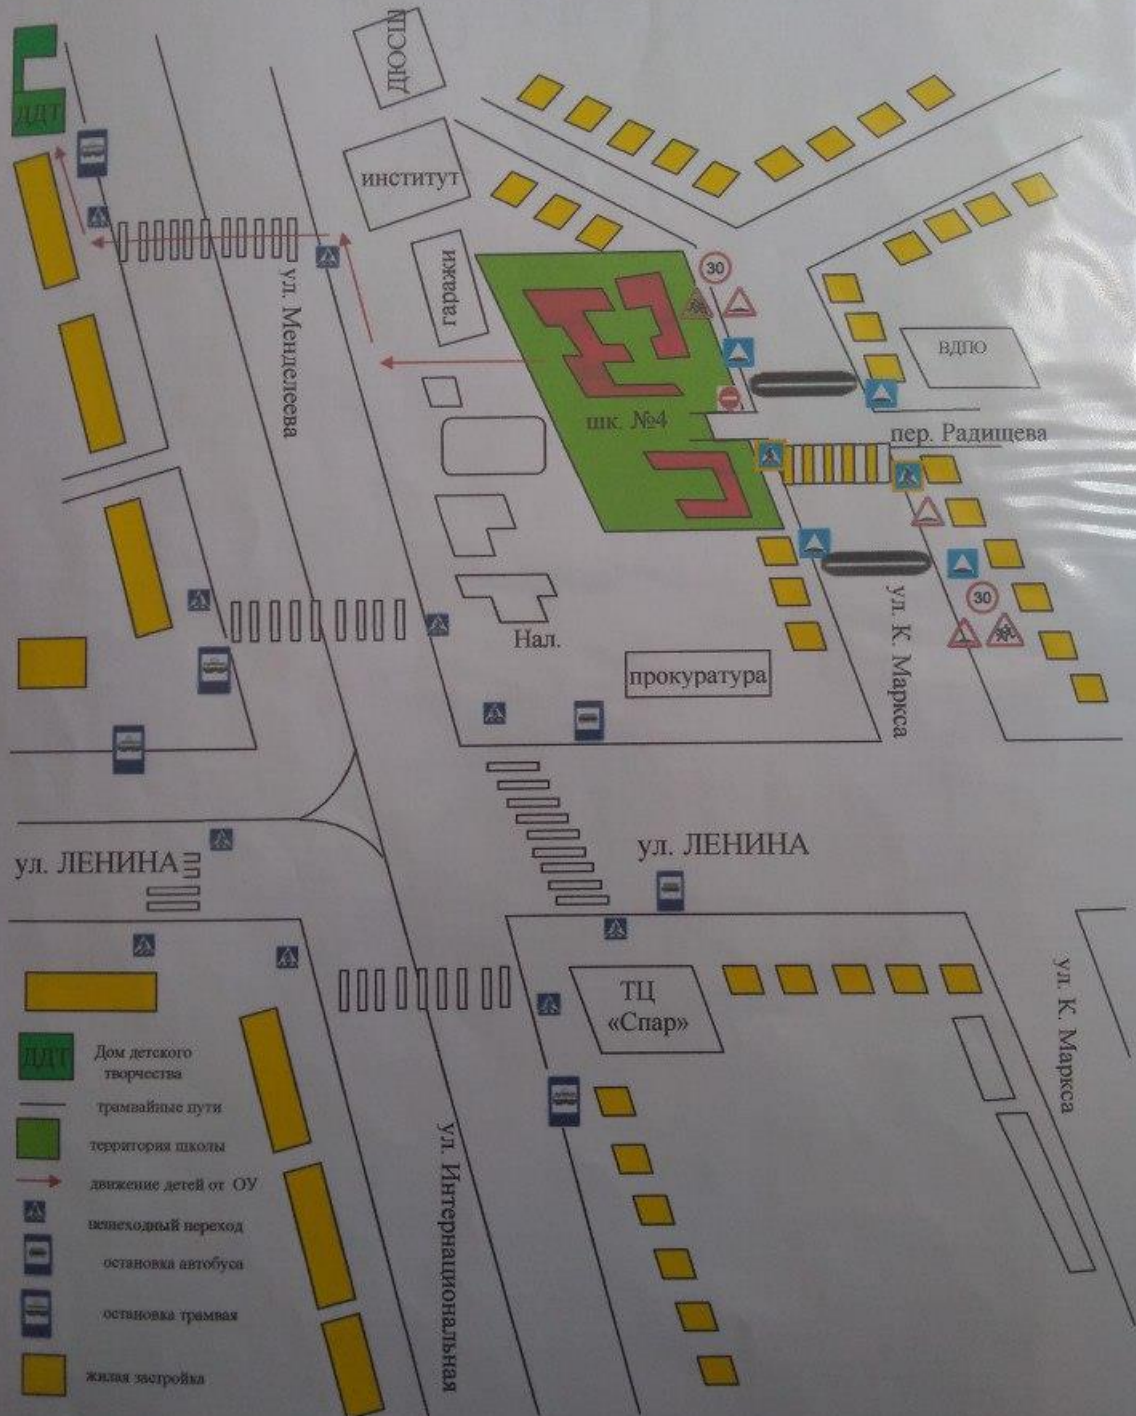 ДЮСШ
ДДТ
институт
гаражи
30
ул. Менделеева
ВДПО
шк. №4
пер. Радищева
30
ул. К. Маркса
Нал.
прокуратура
ул. ЛЕНИНА
ул. ЛЕНИНА
ТЦ
«Спар»
ул. К. Маркса
ул. Интернациональная
ДДТ
Дом детского
творчества
трамвайные пути
территория школы
движение детей от ОУ
пешеходный переход
остановка автобуса
остановка трамвая
жилая застройка